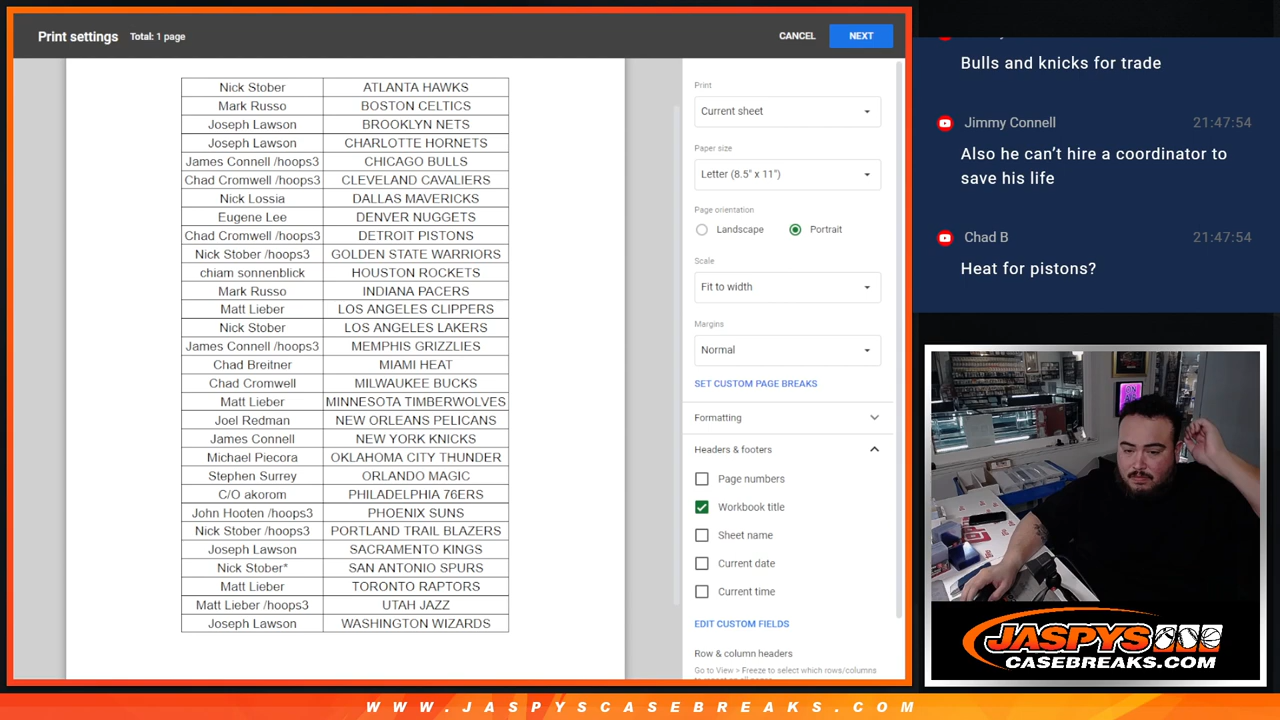 Print settings Total: 1 page
CANCEL
NEXT
Nick Stober ATLANTA HAWKS
Mark Russo BOSTON CELTICS
Joseph Lawson BROOKLYN NETS
Joseph Lawson CHARLOTTE HORNETS
James Connell /hoops3 CHICAGO BULLS
Chad Cromwell /hoops3 CLEVELAND CAVALIERS
Nick Lossia DALLAS MAVERICKS
Eugene Lee DENVER NUGGETS
Chad Cromwell /hoops3 DETROIT PISTONS
Nick Stober /hoops3 GOLDEN STATE WARRIORS
chiam sonnenblick HOUSTON ROCKETS
Mark Russo INDIANA PACERS
Matt Lieber LOS ANGELES CLIPPERS
Nick Stober LOS ANGELES LAKERS
James Connell /hoops3 MEMPHIS GRIZZLIES
Chad Breitner MIAMI HEAT
Chad Cromwell MILWAUKEE BUCKS
Matt Lieber MINNESOTA TIMBERWOLVES
Joel Redman NEW ORLEANS PELICANS
James Connell NEW YORK KNICKS
Michael Piecora OKLAHOMA CITY THUNDER
Stephen Surrey ORLANDO MAGIC
C/O akorom PHILADELPHIA 76ERS
John Hooten /hoops3 PHOENIX SUNS
Nick Stober /hoops3 PORTLAND TRAIL BLAZERS
Joseph Lawson SACRAMENTO KINGS
Nick Stober* SAN ANTONIO SPURS
Matt Lieber TORONTO RAPTORS
Matt Lieber /hoops3 UTAH JAZZ
Joseph Lawson WASHINGTON WIZARDS
Print
Current sheet
Paper size
Letter (8.5" x 11")
Page orientation
Landscape
Portrait
Scale
Fit to width
Margins
Normal
SET CUSTOM PAGE BREAKS
Formatting
Headers & footers
Page numbers
Workbook title
Sheet name
Current date
Current time
EDIT CUSTOM FIELDS
Row & column headers
Go to View > Freeze to select which rows/columns
Bulls and knicks for trade
Jimmy Connell 21:47:54
Also he can’t hire a coordinator to
save his life
Chad B 21:47:54
Heat for pistons?
JASPYS
CASEBREAKS.COM
WWW.JASPYSCASEBREAKS.COM